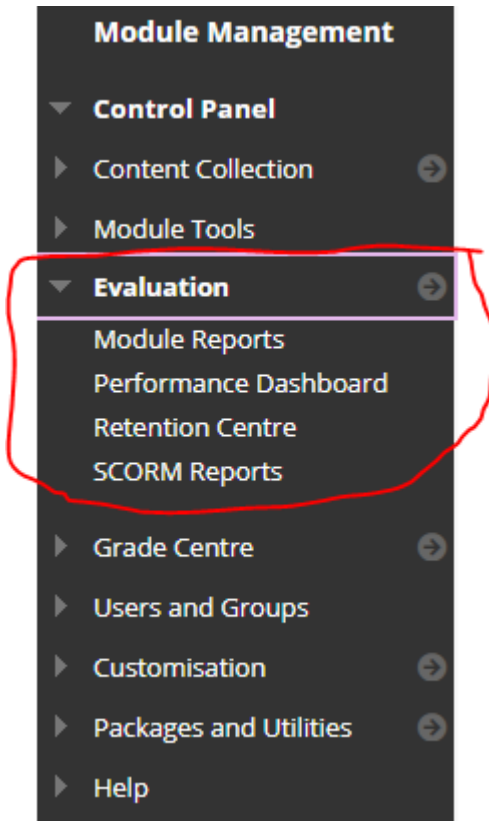 Module Management
Control Panel
Content Collection
Module Tools
Evaluation
Module Reports
Performance Dashboard
Retention Centre
SCORM Reports
Grade Centre
Users and Groups
Customisation
Packages and Utilities
Help